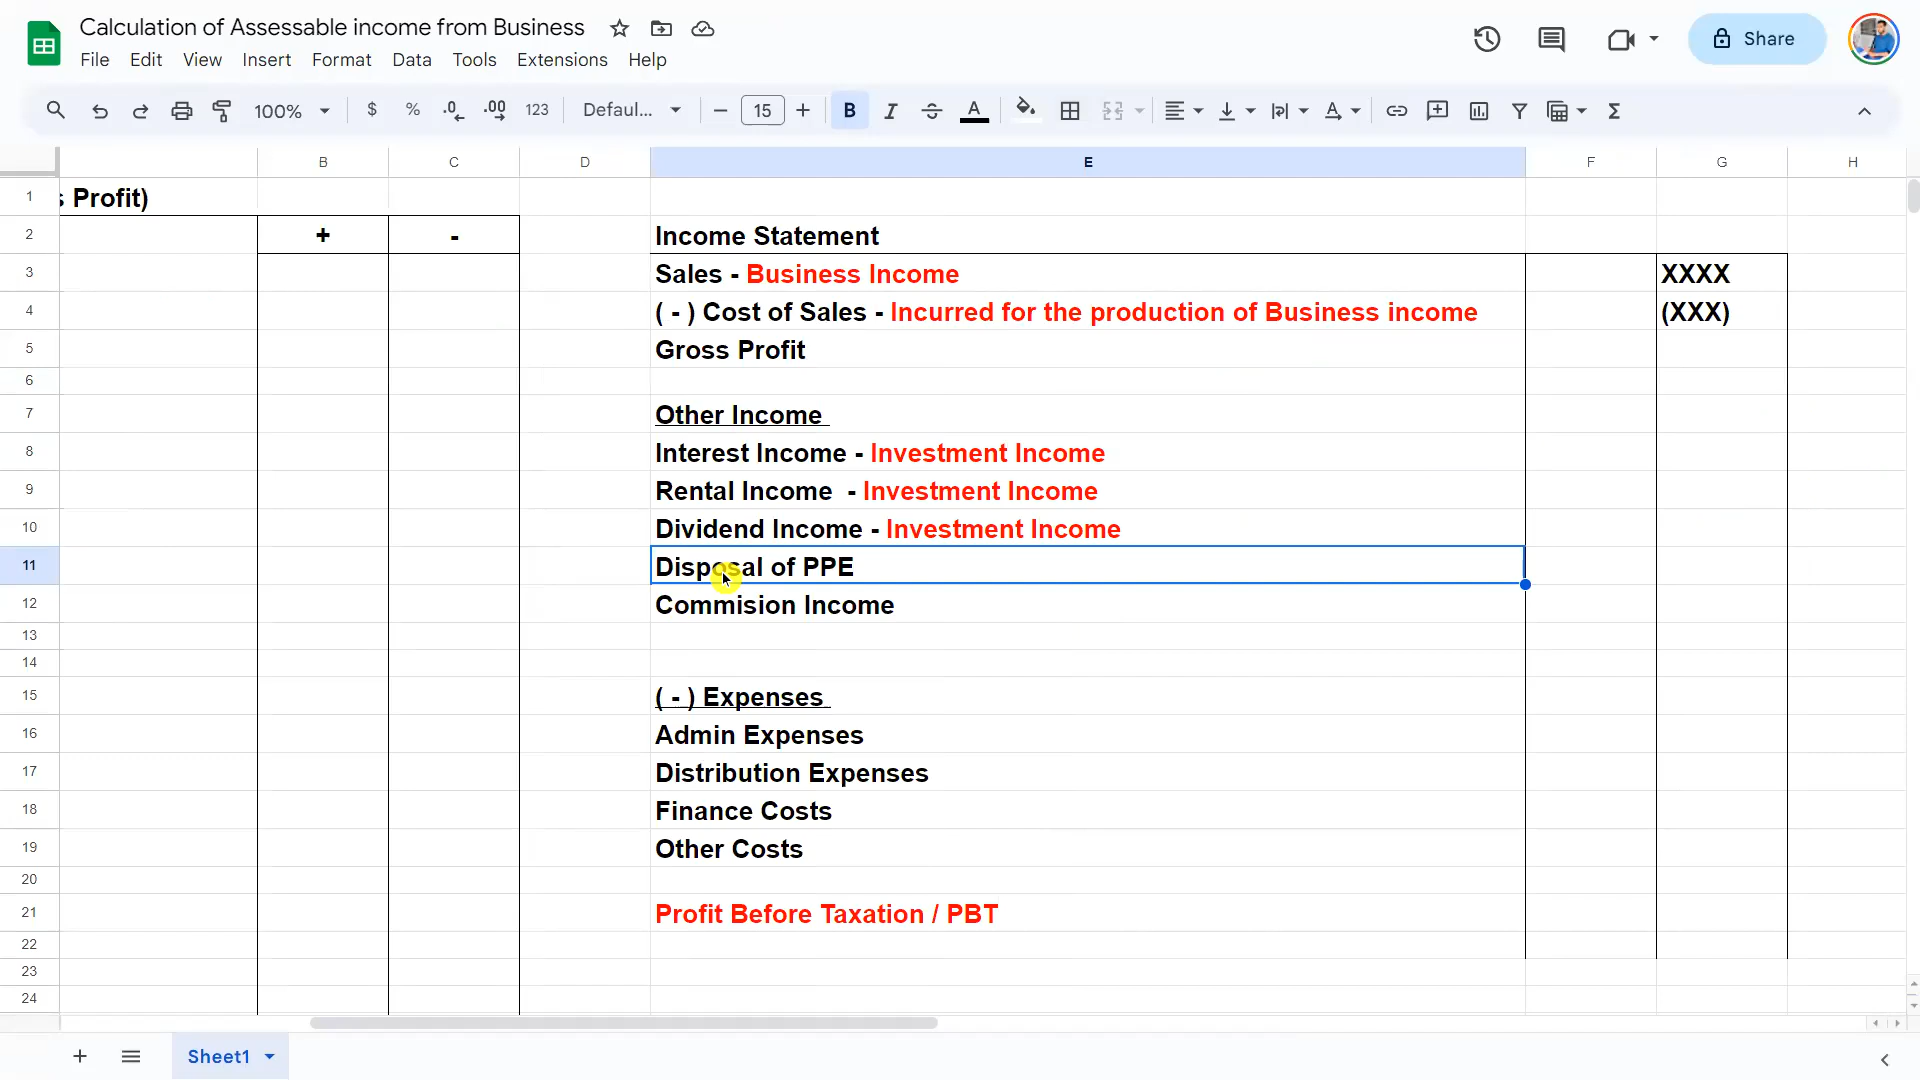 Calculation of Assessable income from Business
File Edit View Insert Format Data Tools Extensions Help
Share
100% $ % .0 .00 123 Defaul... 15 B I A
B C D E F G H
1 s Profit)
2 + - Income Statement
3 Sales - Business Income XXXX
4 ( - ) Cost of Sales - Incurred for the production of Business income (XXX)
5 Gross Profit
6
7 Other Income
8 Interest Income - Investment Income
9 Rental Income - Investment Income
10 Dividend Income - Investment Income
11 Disposal of PPE
12 Commision Income
13
14
15 ( - ) Expenses
16 Admin Expenses
17 Distribution Expenses
18 Finance Costs
19 Other Costs
20
21 Profit Before Taxation / PBT
22
23
24
Sheet1